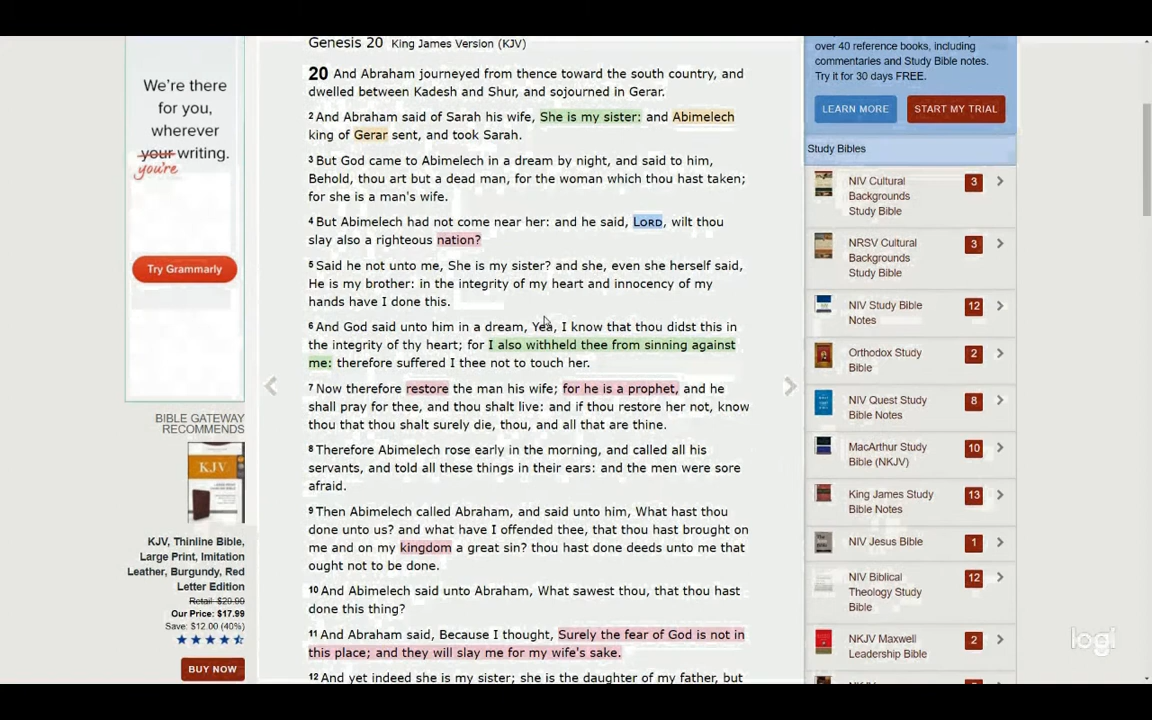 We're there
for you,
wherever
your writing.
you're
Try Grammarly
BIBLE GATEWAY
RECOMMENDS
KJV
KJV, Thinline Bible,
Large Print, Imitation
Leather, Burgundy, Red
Letter Edition
Our Price: $17.99
Save: $12.00 (40%)
BUY NOW
Genesis 20 King James Version (KJV)
20 And Abraham journeyed from thence toward the south country, and
dwelled between Kadesh and Shur, and sojourned in Gerar.
2 And Abraham said of Sarah his wife, She is my sister: and Abimelech
king of Gerar sent, and took Sarah.
3 But God came to Abimelech in a dream by night, and said to him,
Behold, thou art but a dead man, for the woman which thou hast taken;
for she is a man's wife.
4 But Abimelech had not come near her: and he said, LORD, wilt thou
slay also a righteous nation?
5 Said he not unto me, She is my sister? and she, even she herself said,
He is my brother: in the integrity of my heart and innocency of my
hands have I done this.
6 And God said unto him in a dream, Yea, I know that thou didst this in
the integrity of thy heart; for I also withheld thee from sinning against
me: therefore suffered I thee not to touch her.
7 Now therefore restore the man his wife; for he is a prophet, and he
shall pray for thee, and thou shalt live: and if thou restore her not, know
thou that thou shalt surely die, thou, and all that are thine.
8 Therefore Abimelech rose early in the morning, and called all his
servants, and told all these things in their ears: and the men were sore
afraid.
9 Then Abimelech called Abraham, and said unto him, What hast thou
done unto us? and what have I offended thee, that thou hast brought on
me and on my kingdom a great sin? thou hast done deeds unto me that
ought not to be done.
10 And Abimelech said unto Abraham, What sawest thou, that thou hast
done this thing?
11 And Abraham said, Because I thought, Surely the fear of God is not in
this place; and they will slay me for my wife's sake.
12 And yet indeed she is my sister; she is the daughter of my father, but
over 40 reference books, including
commentaries and Study Bible notes.
Try it for 30 days FREE.
LEARN MORE START MY TRIAL
Study Bibles
NIV Cultural 3
Backgrounds
Study Bible
NRSV Cultural 3
Backgrounds
Study Bible
NIV Study Bible 12
Notes
Orthodox Study 2
Bible
NIV Quest Study 8
Bible Notes
MacArthur Study 10
Bible (NKJV)
King James Study 13
Bible Notes
NIV Jesus Bible 1
NIV Biblical 12
Theology Study
Bible
NKJV Maxwell 2
Leadership Bible
logi